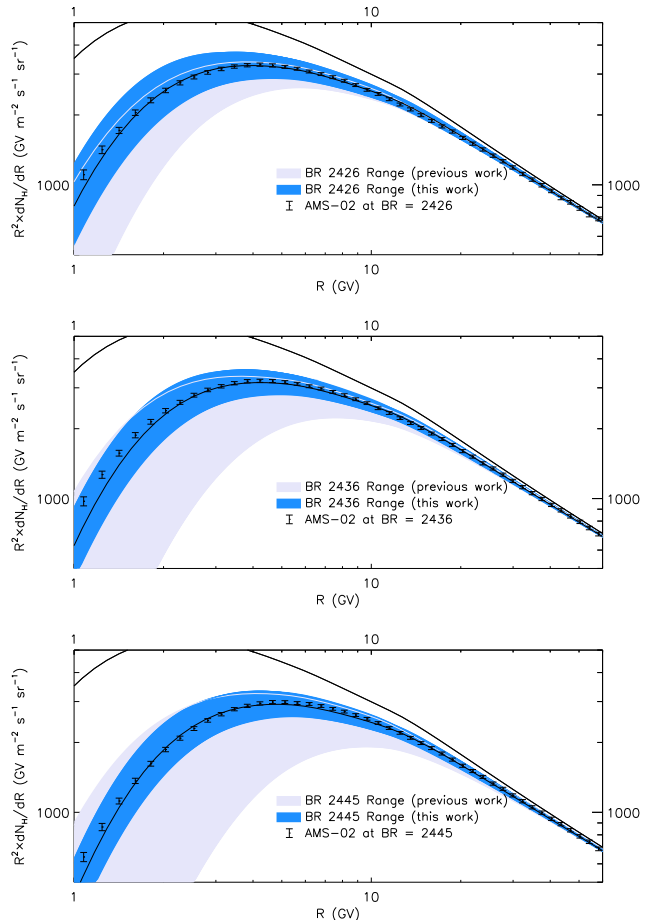 1 10
R²×dN_H/dR (GV m⁻² s⁻¹ sr⁻¹)
1000 1000
BR 2426 Range (previous work)
BR 2426 Range (this work)
AMS-02 at BR = 2426
1 10
R (GV)
1 10
R²×dN_H/dR (GV m⁻² s⁻¹ sr⁻¹)
1000 1000
BR 2436 Range (previous work)
BR 2436 Range (this work)
AMS-02 at BR = 2436
1 10
R (GV)
1 10
R²×dN_H/dR (GV m⁻² s⁻¹ sr⁻¹)
1000 1000
BR 2445 Range (previous work)
BR 2445 Range (this work)
AMS-02 at BR = 2445
1 10
R (GV)